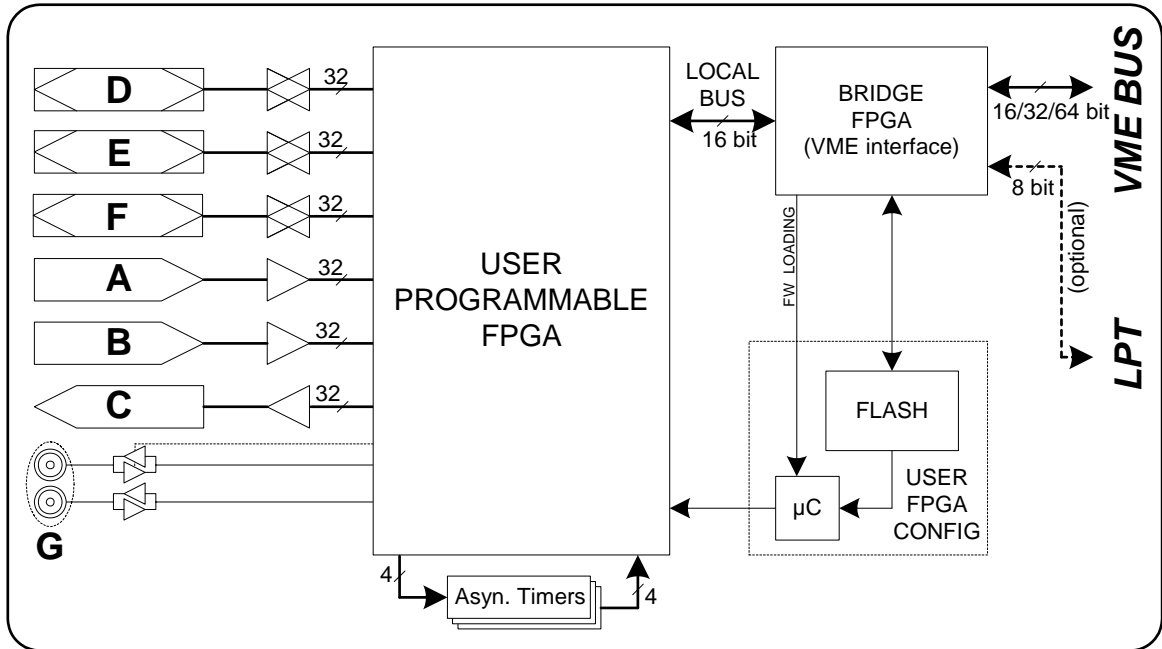 D
32
E
32
F
32
A
32
B
32
C
32
G
USER
PROGRAMMABLE
FPGA
4
Asyn. Timers
4
LOCAL
BUS
16 bit
BRIDGE
FPGA
(VME interface)
16/32/64 bit
8 bit
(optional)
VME BUS
LPT
FW LOADING
FLASH
µC
USER
FPGA
CONFIG